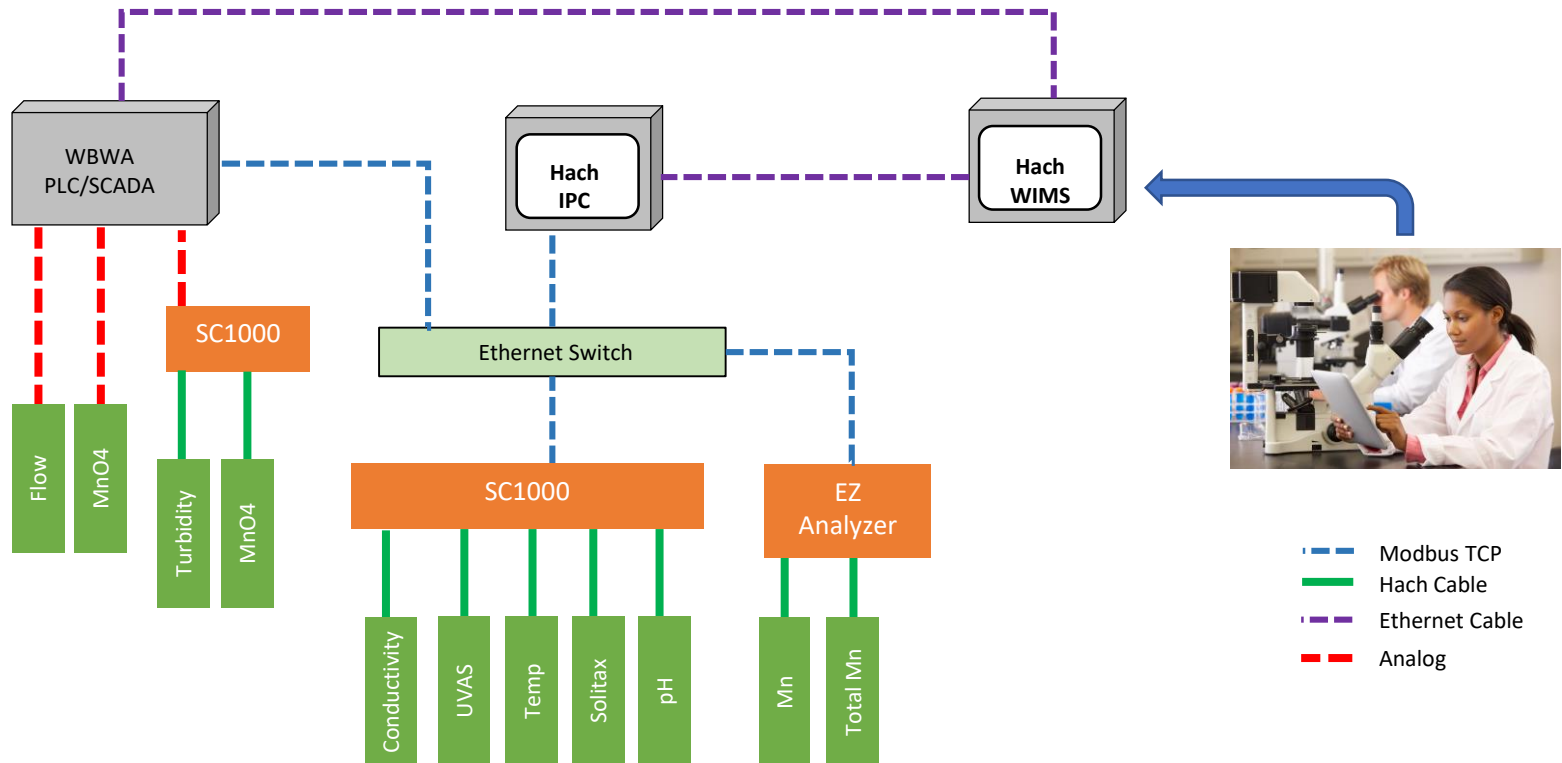 WBWA
PLC/SCADA
Hach
IPC
Hach
WIMS
SC1000
Ethernet Switch
Flow
MnO4
Turbidity
MnO4
SC1000
EZ
Analyzer
Conductivity
UVAS
Temp
Solitax
pH
Mn
Total Mn
Modbus TCP
Hach Cable
Ethernet Cable
Analog